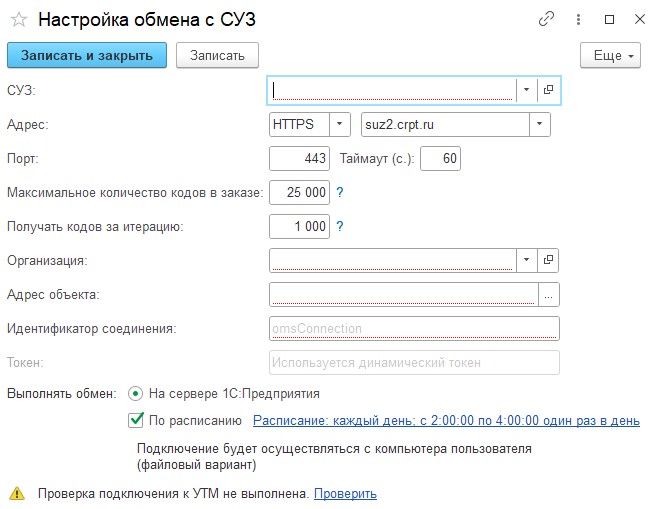 Настройка обмена с СУЗ
Записать и закрыть Записать Еще
СУЗ:
Адрес: HTTPS suz2.crpt.ru
Порт: 443 Таймаут (с.): 60
Максимальное количество кодов в заказе: 25 000 ?
Получать кодов за итерацию: 1 000 ?
Организация:
Адрес объекта: ...
Идентификатор соединения: omsConnection
Токен: Используется динамический токен
Выполнять обмен: На сервере 1С:Предприятия
По расписанию Расписание: каждый день; с 2:00:00 по 4:00:00 один раз в день
Подключение будет осуществляться с компьютера пользователя
(файловый вариант)
Проверка подключения к УТМ не выполнена. Проверить